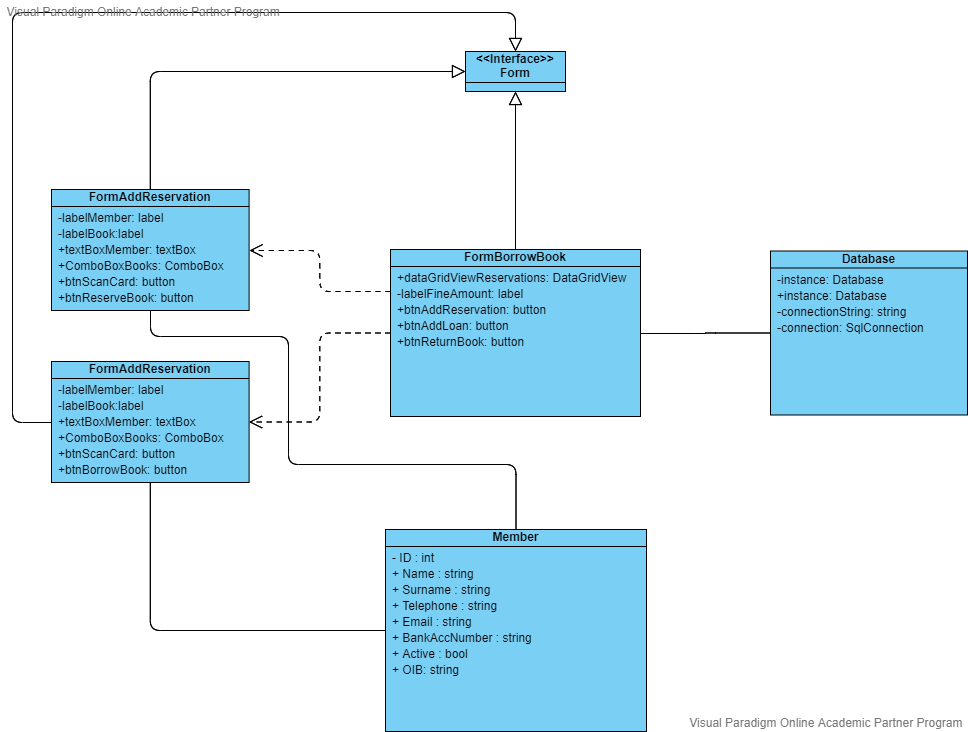 Visual Paradigm Online Academic Partner Program
<<Interface>>
Form
FormAddReservation
-labelMember: label
-labelBook:label
+textBoxMember: textBox
+ComboBoxBooks: ComboBox
+btnScanCard: button
+btnReserveBook: button
FormBorrowBook
+dataGridViewReservations: DataGridView
-labelFineAmount: label
+btnAddReservation: button
+btnAddLoan: button
+btnReturnBook: button
Database
-instance: Database
+instance: Database
-connectionString: string
-connection: SqlConnection
FormAddReservation
-labelMember: label
-labelBook:label
+textBoxMember: textBox
+ComboBoxBooks: ComboBox
+btnScanCard: button
+btnBorrowBook: button
Member
- ID : int
+ Name : string
+ Surname : string
+ Telephone : string
+ Email : string
+ BankAccNumber : string
+ Active : bool
+ OIB: string
Visual Paradigm Online Academic Partner Program